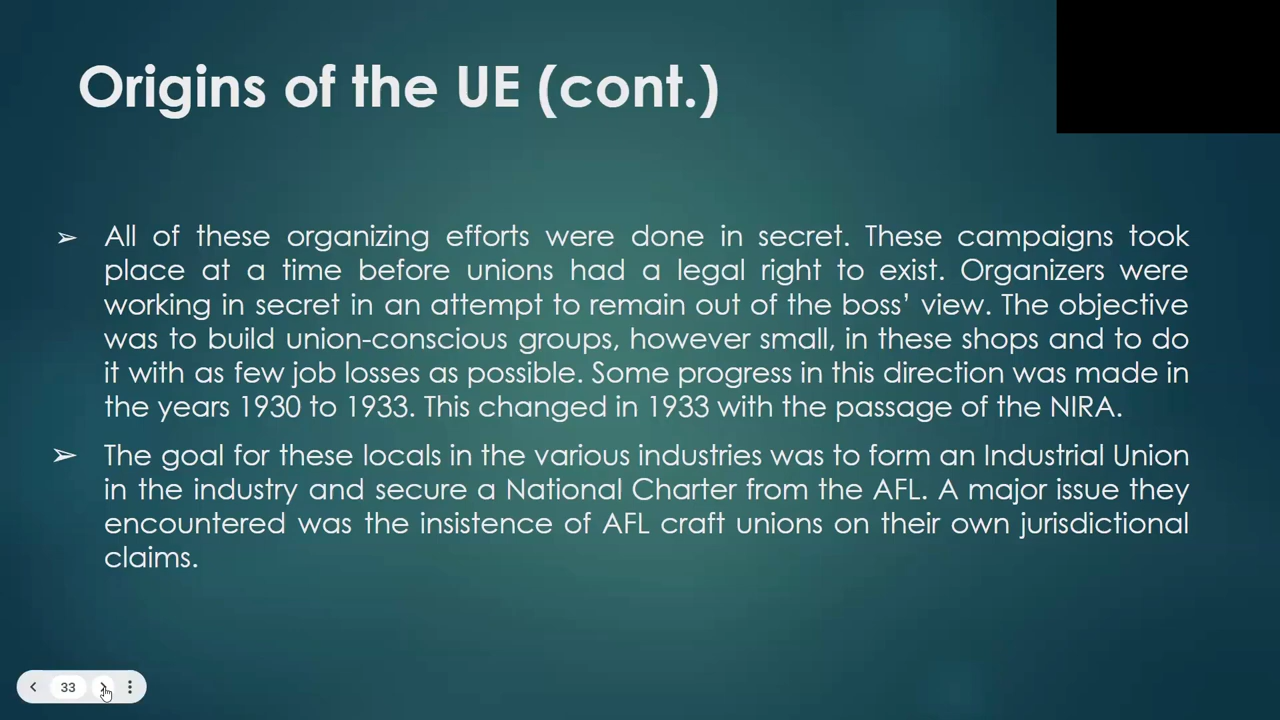 Origins of the UE (cont.)
➢ All of these organizing efforts were done in secret. These campaigns took
place at a time before unions had a legal right to exist. Organizers were
working in secret in an attempt to remain out of the boss’ view. The objective
was to build union-conscious groups, however small, in these shops and to do
it with as few job losses as possible. Some progress in this direction was made in
the years 1930 to 1933. This changed in 1933 with the passage of the NIRA.
➢ The goal for these locals in the various industries was to form an Industrial Union
in the industry and secure a National Charter from the AFL. A major issue they
encountered was the insistence of AFL craft unions on their own jurisdictional
claims.
33